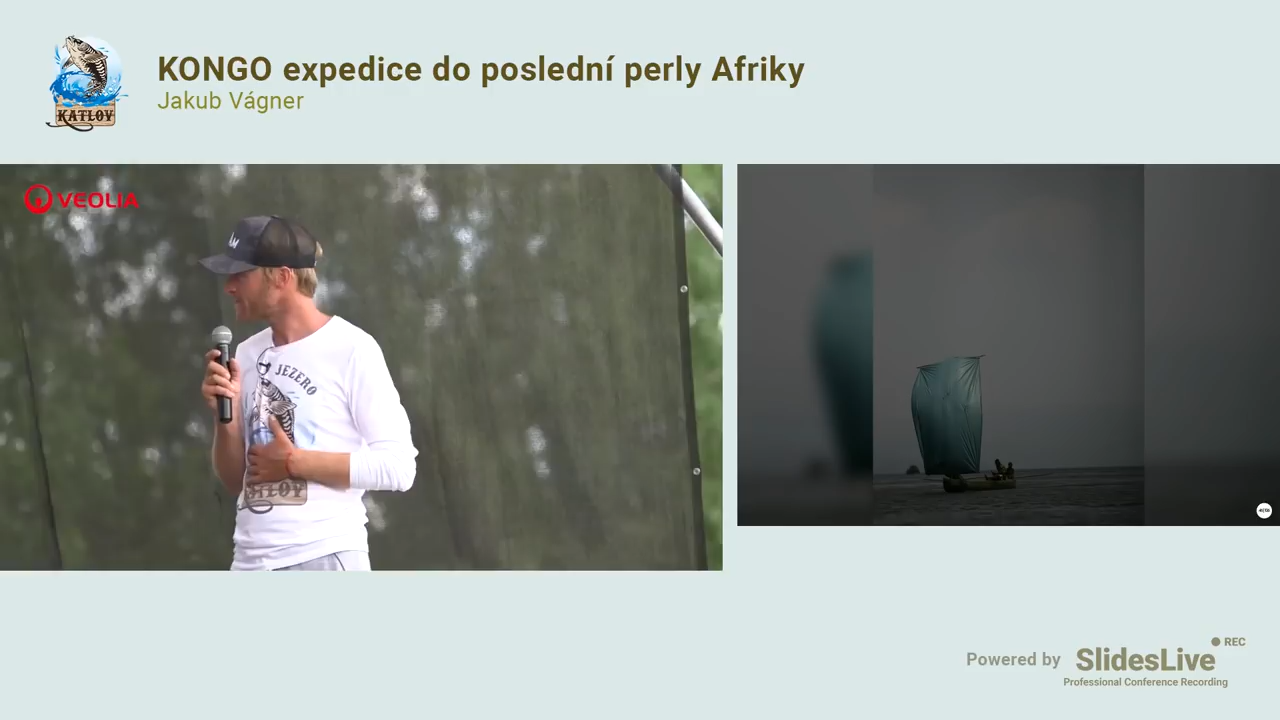 KONGO expedice do poslední perly Afriky
Jakub Vágner
KATLOV
VEOLIA
JEZERO
KATLOV
REC
Powered by SlidesLive
Professional Conference Recording